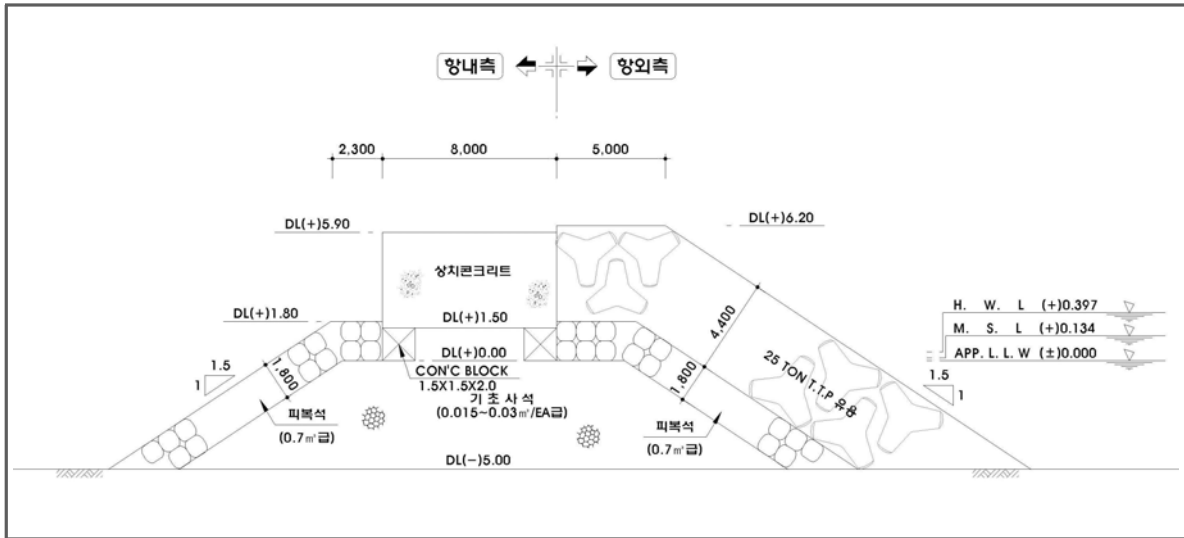 항내측
항외측
2,300
8,000
5,000
DL(+)5.90
DL(+)6.20
상치콘크리트
DL(+)1.80
DL(+)1.50
H. W. L (+)0.397
M. S. L (+)0.134
APP. L. L. W (±)0.000
4,400
DL(+)0.00
CON'C BLOCK
1.5X1.5X2.0
1.5
1
1,800
1,800
25 TON T.T.P 유용
1.5
1
기 초 사 석
(0.015~0.03㎥/EA급)
피복석
(0.7㎥급)
피복석
(0.7㎥급)
DL(-)5.00